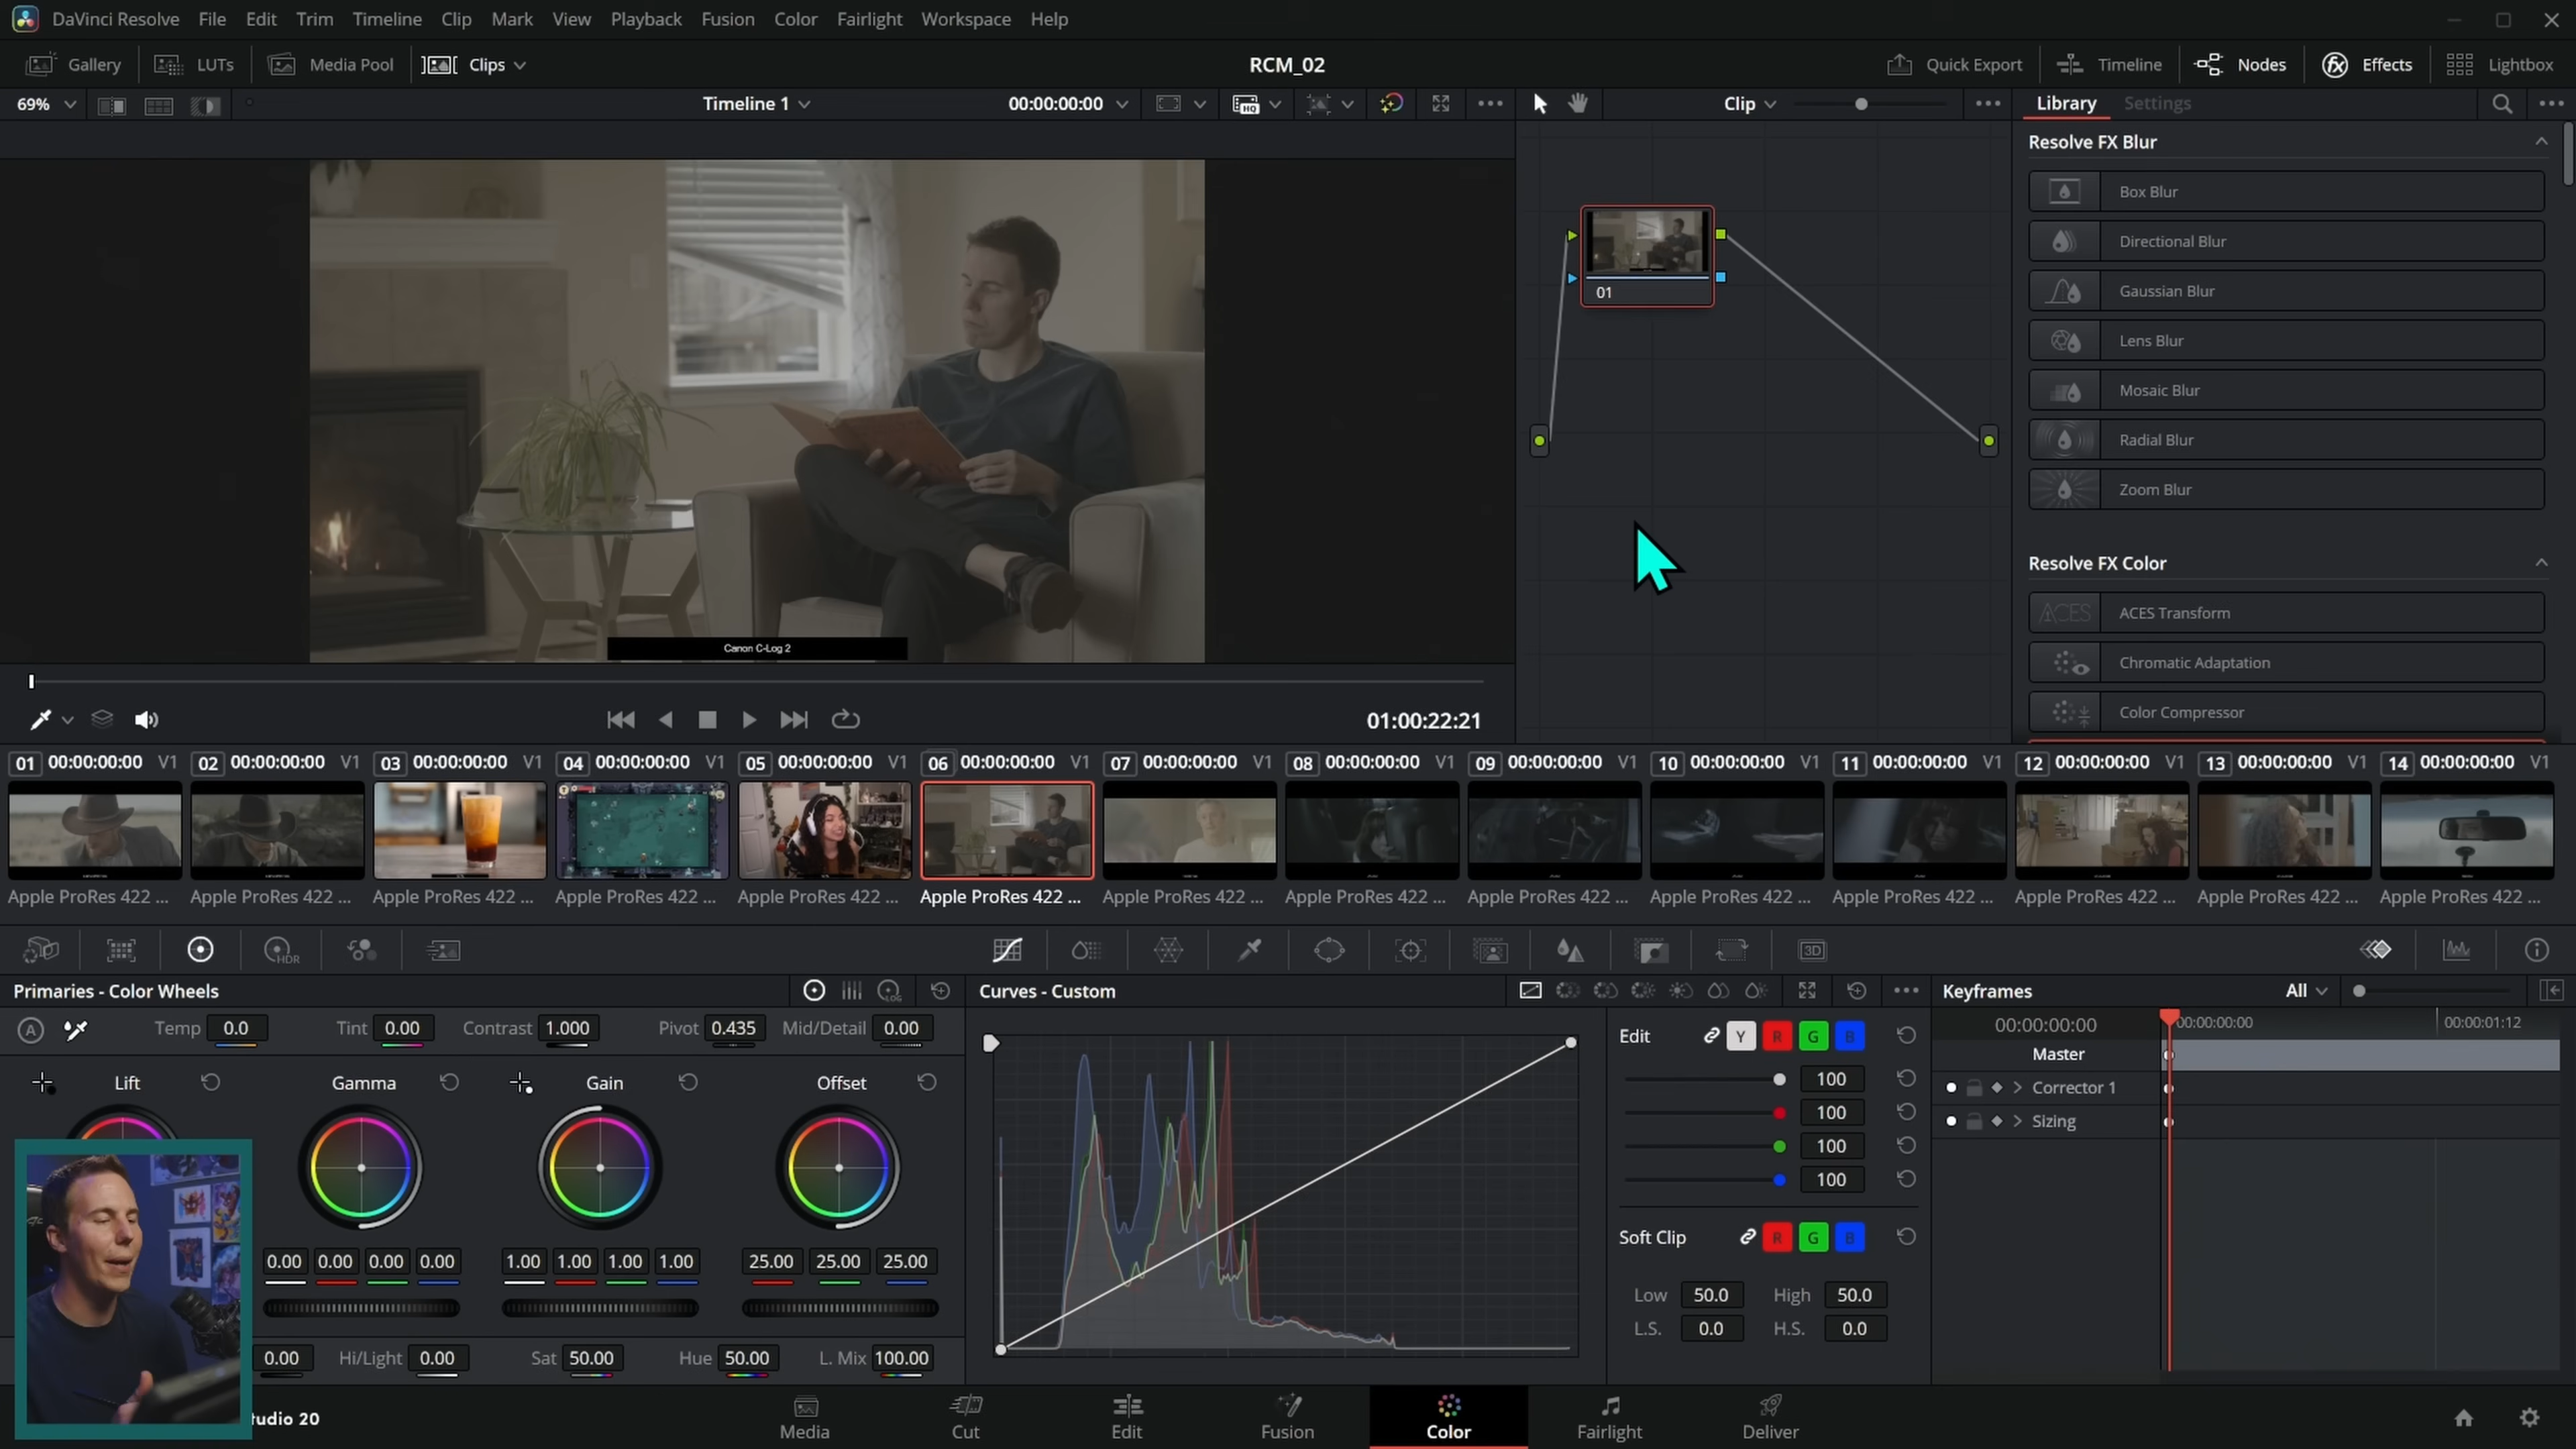 DaVinci Resolve File Edit Trim Timeline Clip Mark View Playback Fusion Color Fairlight Workspace Help
Gallery LUTs Media Pool Clips RCM_02 Quick Export Timeline Nodes Effects Lightbox
69% Timeline 1 00:00:00:00 Clip Library Settings
Resolve FX Blur
Box Blur
Directional Blur
Gaussian Blur
01
Lens Blur
Mosaic Blur
Radial Blur
Zoom Blur
Resolve FX Color
ACES ACES Transform
Canon C-Log 2
Chromatic Adaptation
Color Compressor
01:00:22:21
01 00:00:00:00 V1 02 00:00:00:00 V1 03 00:00:00:00 V1 04 00:00:00:00 V1 05 00:00:00:00 V1 06 00:00:00:00 V1 07 00:00:00:00 V1 08 00:00:00:00 V1 09 00:00:00:00 V1 10 00:00:00:00 V1 11 00:00:00:00 V1 12 00:00:00:00 V1 13 00:00:00:00 V1 14 00:00:00:00 V1
Apple ProRes 422 ... Apple ProRes 422 ... Apple ProRes 422 ... Apple ProRes 422 ... Apple ProRes 422 ... Apple ProRes 422 ... Apple ProRes 422 ... Apple ProRes 422 ... Apple ProRes 422 ... Apple ProRes 422 ... Apple ProRes 422 ... Apple ProRes 422 ... Apple ProRes 422 ... Apple ProRes 422 ...
HDR 3D
Primaries - Color Wheels LOG Curves - Custom Keyframes All
A Temp 0.0 Tint 0.00 Contrast 1.000 Pivot 0.435 Mid/Detail 0.00 Edit Y R G B 00:00:00:00 00:00:00:00 00:00:01:12
Master
Lift Gamma Gain Offset 100 Corrector 1
100 Sizing
100
100
Soft Clip R G B
0.00 0.00 0.00 0.00 1.00 1.00 1.00 1.00 25.00 25.00 25.00
Low 50.0 High 50.0
L.S. 0.0 H.S. 0.0
0.00 Hi/Light 0.00 Sat 50.00 Hue 50.00 L. Mix 100.00
tudio 20 Media Cut Edit Fusion Color Fairlight Deliver